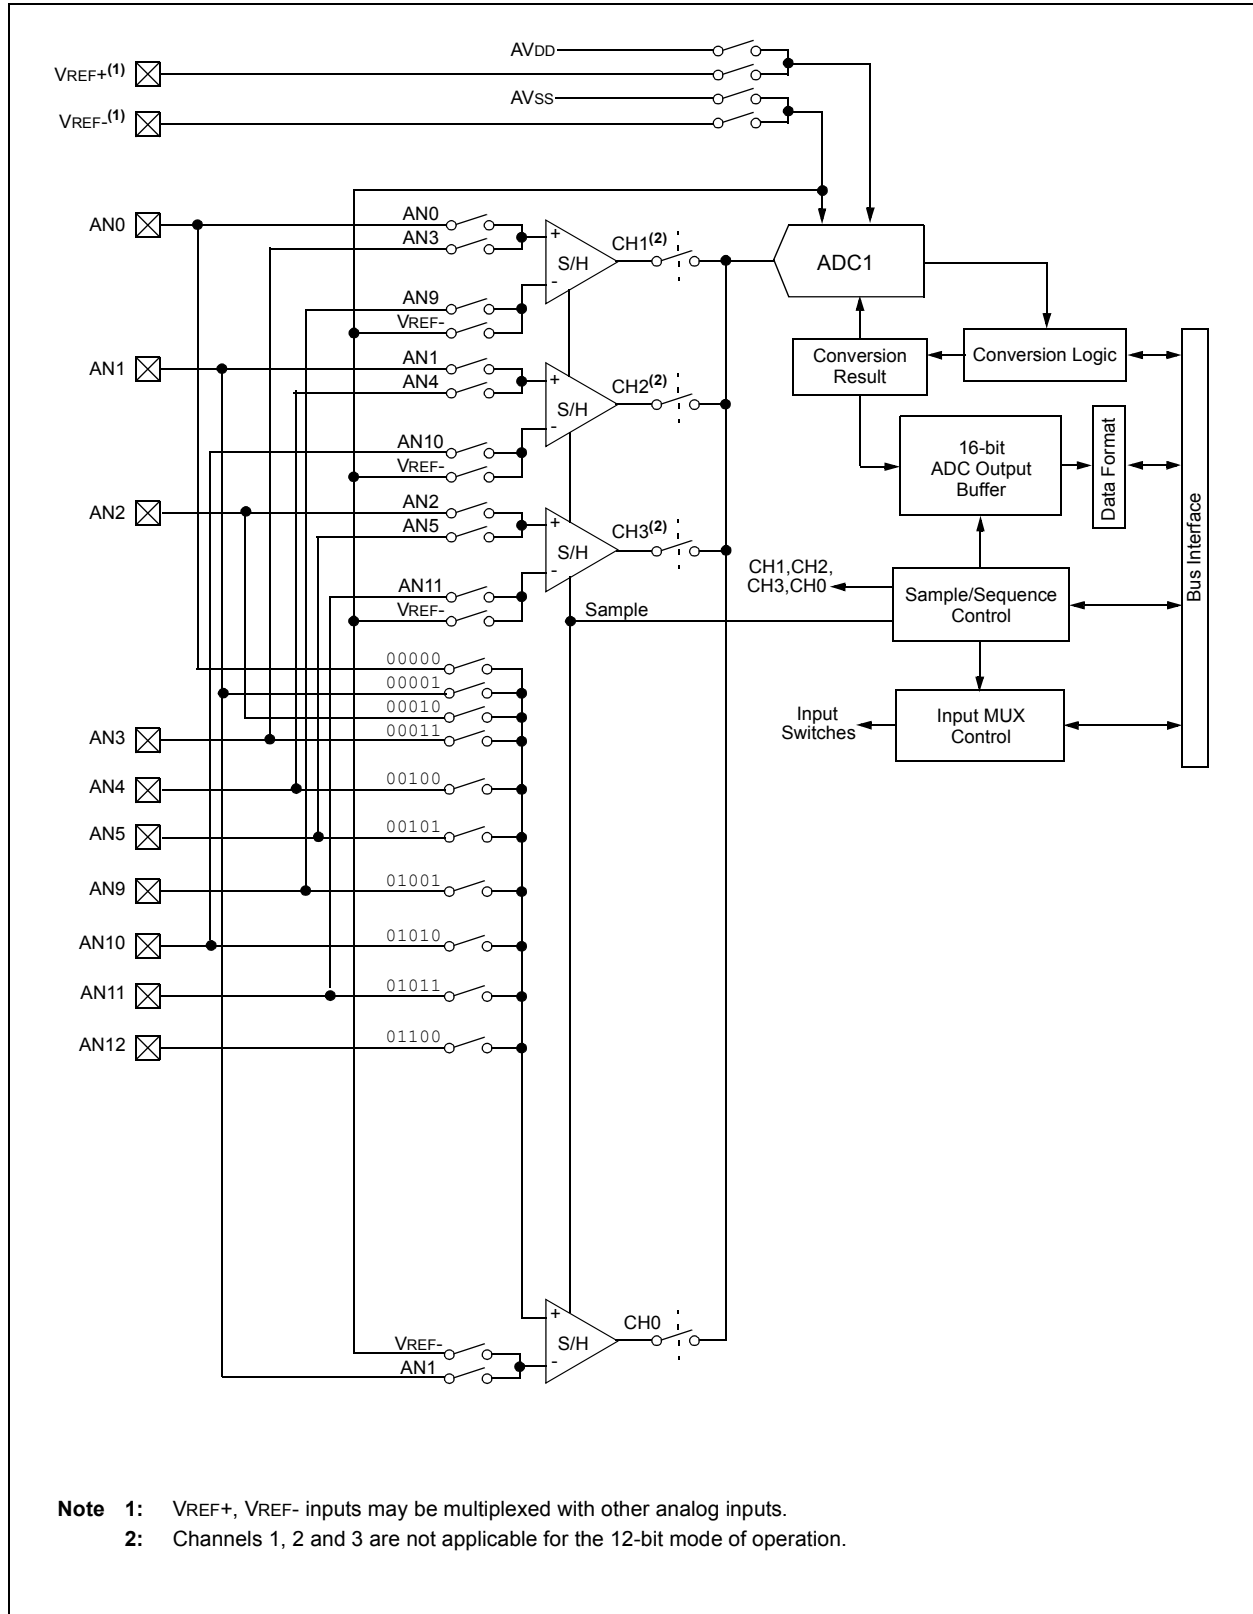 AVDD
VREF+(1)
AVSS
VREF-(1)
AN0
AN0
AN3
+
S/H
-
CH1(2)
ADC1
AN9
VREF-
AN1
AN1
AN4
+
S/H
-
CH2(2)
Conversion
Result
Conversion Logic
AN10
VREF-
16-bit
ADC Output
Buffer
Data Format
Bus Interface
AN2
AN2
AN5
+
S/H
-
CH3(2)
AN11
VREF-
CH1,CH2,
CH3,CH0
Sample/Sequence
Control
Sample
00000
00001
00010
AN3
00011
Input
Switches
Input MUX
Control
AN4
00100
AN5
00101
AN9
01001
AN10
01010
AN11
01011
AN12
01100
+
S/H
-
CH0
VREF-
AN1
Note 1: VREF+, VREF- inputs may be multiplexed with other analog inputs.
2: Channels 1, 2 and 3 are not applicable for the 12-bit mode of operation.